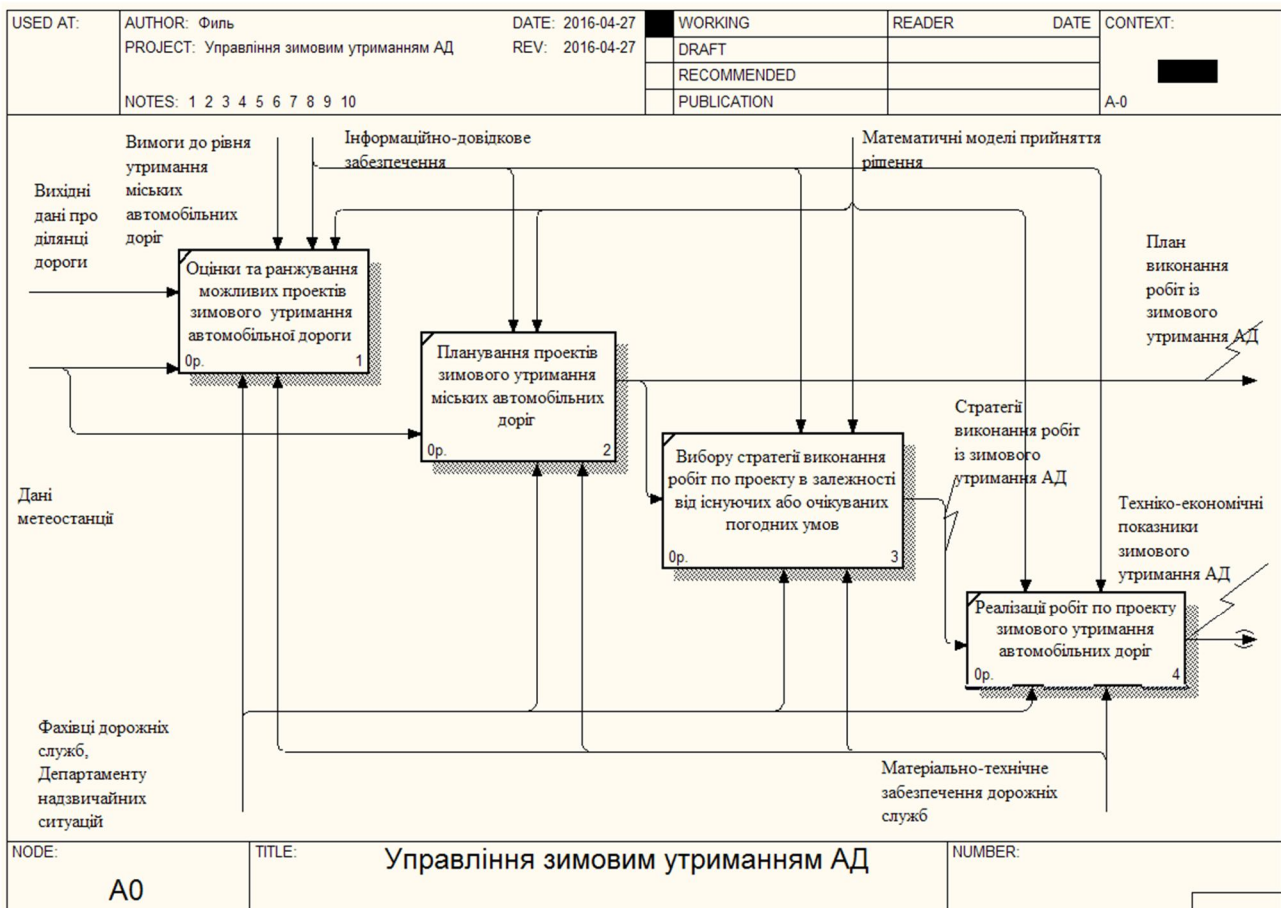 USED AT:
AUTHOR: Филь
DATE: 2016-04-27
PROJECT: Управління зимовим утриманням АД
REV: 2016-04-27
NOTES: 1 2 3 4 5 6 7 8 9 10
WORKING
DRAFT
RECOMMENDED
PUBLICATION
READER
DATE
CONTEXT:
A-0
Вихідні
дані про
ділянці
дороги
Вимоги до рівня
утримання
міських
автомобільних
доріг
Інформаційно-довідкове
забезпечення
Математичні моделі прийняття
рішення
Оцінки та ранжування
можливих проектів
зимового утримання
автомобільної дороги
0р.
1
Планування проектів
зимового утримання
міських автомобільних
доріг
0р.
2
План
виконання
робіт із
зимового
утримання АД
Вибору стратегії виконання
робіт по проекту в залежності
від існуючих або очікуваних
погодних умов
0р.
3
Стратегії
виконання робіт
із зимового
утримання АД
Дані
метеостанції
Техніко-економічні
показники
зимового
утримання АД
Реалізації робіт по проекту
зимового утримання
автомобільних доріг
0р.
4
Фахівці дорожніх
служб,
Департаменту
надзвичайних
ситуацій
Матеріально-технічне
забезпечення дорожніх
служб
NODE:
A0
TITLE:
Управління зимовим утриманням АД
NUMBER: